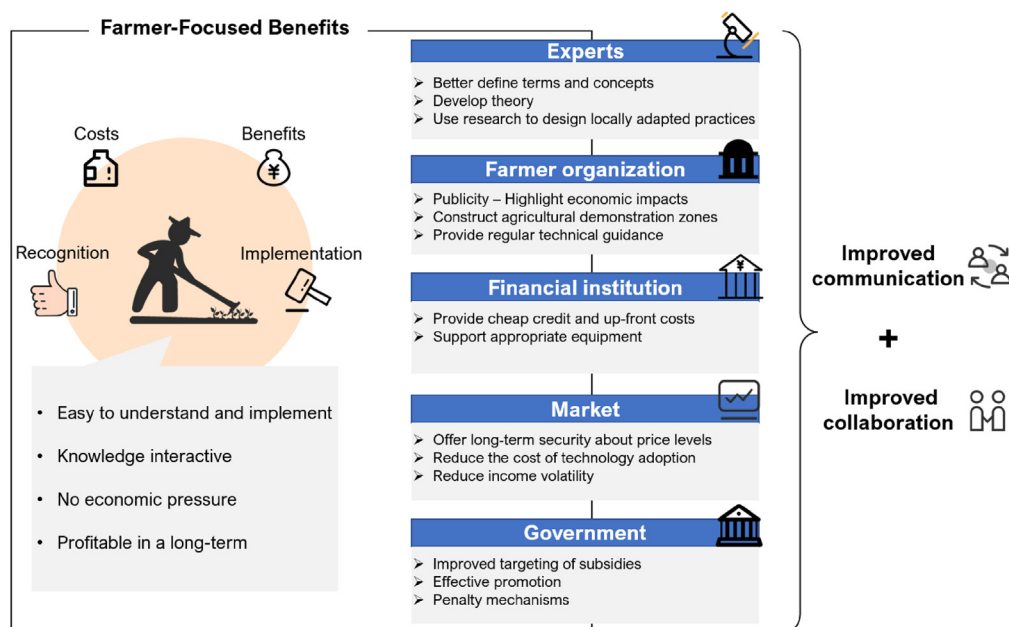 Farmer-Focused Benefits
Costs
Benefits
¥
Recognition
Implementation
• Easy to understand and implement
• Knowledge interactive
• No economic pressure
• Profitable in a long-term
Experts
➢ Better define terms and concepts
➢ Develop theory
➢ Use research to design locally adapted practices
Farmer organization
➢ Publicity – Highlight economic impacts
➢ Construct agricultural demonstration zones
➢ Provide regular technical guidance
¥
Financial institution
➢ Provide cheap credit and up-front costs
➢ Support appropriate equipment
Market
➢ Offer long-term security about price levels
➢ Reduce the cost of technology adoption
➢ Reduce income volatility
Government
➢ Improved targeting of subsidies
➢ Effective promotion
➢ Penalty mechanisms
Improved
communication
+
Improved
collaboration